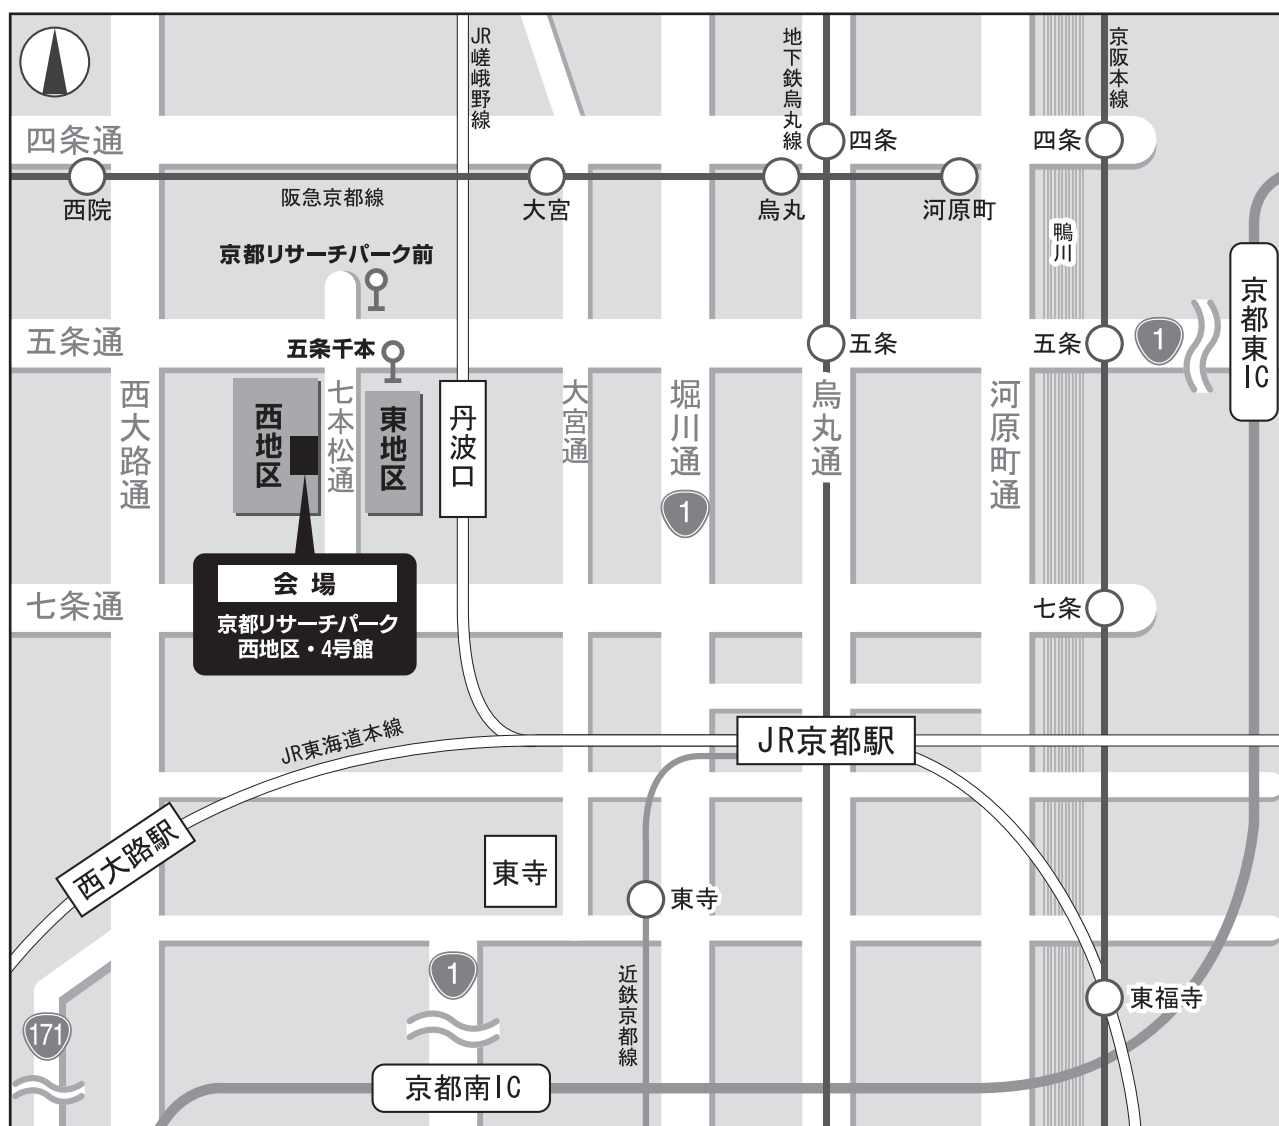 JR嵯峨野線
地下鉄烏丸線
京阪本線
四条通
四条
四条
西院
阪急京都線
大宮
烏丸
河原町
鴨川
京都リサーチパーク前
京都東IC
五条通
五条千本
五条
五条
1
西大路通
西地区
七本松通
東地区
丹波口
大宮通
堀川通
烏丸通
河原町通
1
会場
京都リサーチパーク
西地区・4号館
七条通
七条
JR東海道本線
JR京都駅
西大路駅
東寺
東寺
1
近鉄京都線
東福寺
171
京都南IC